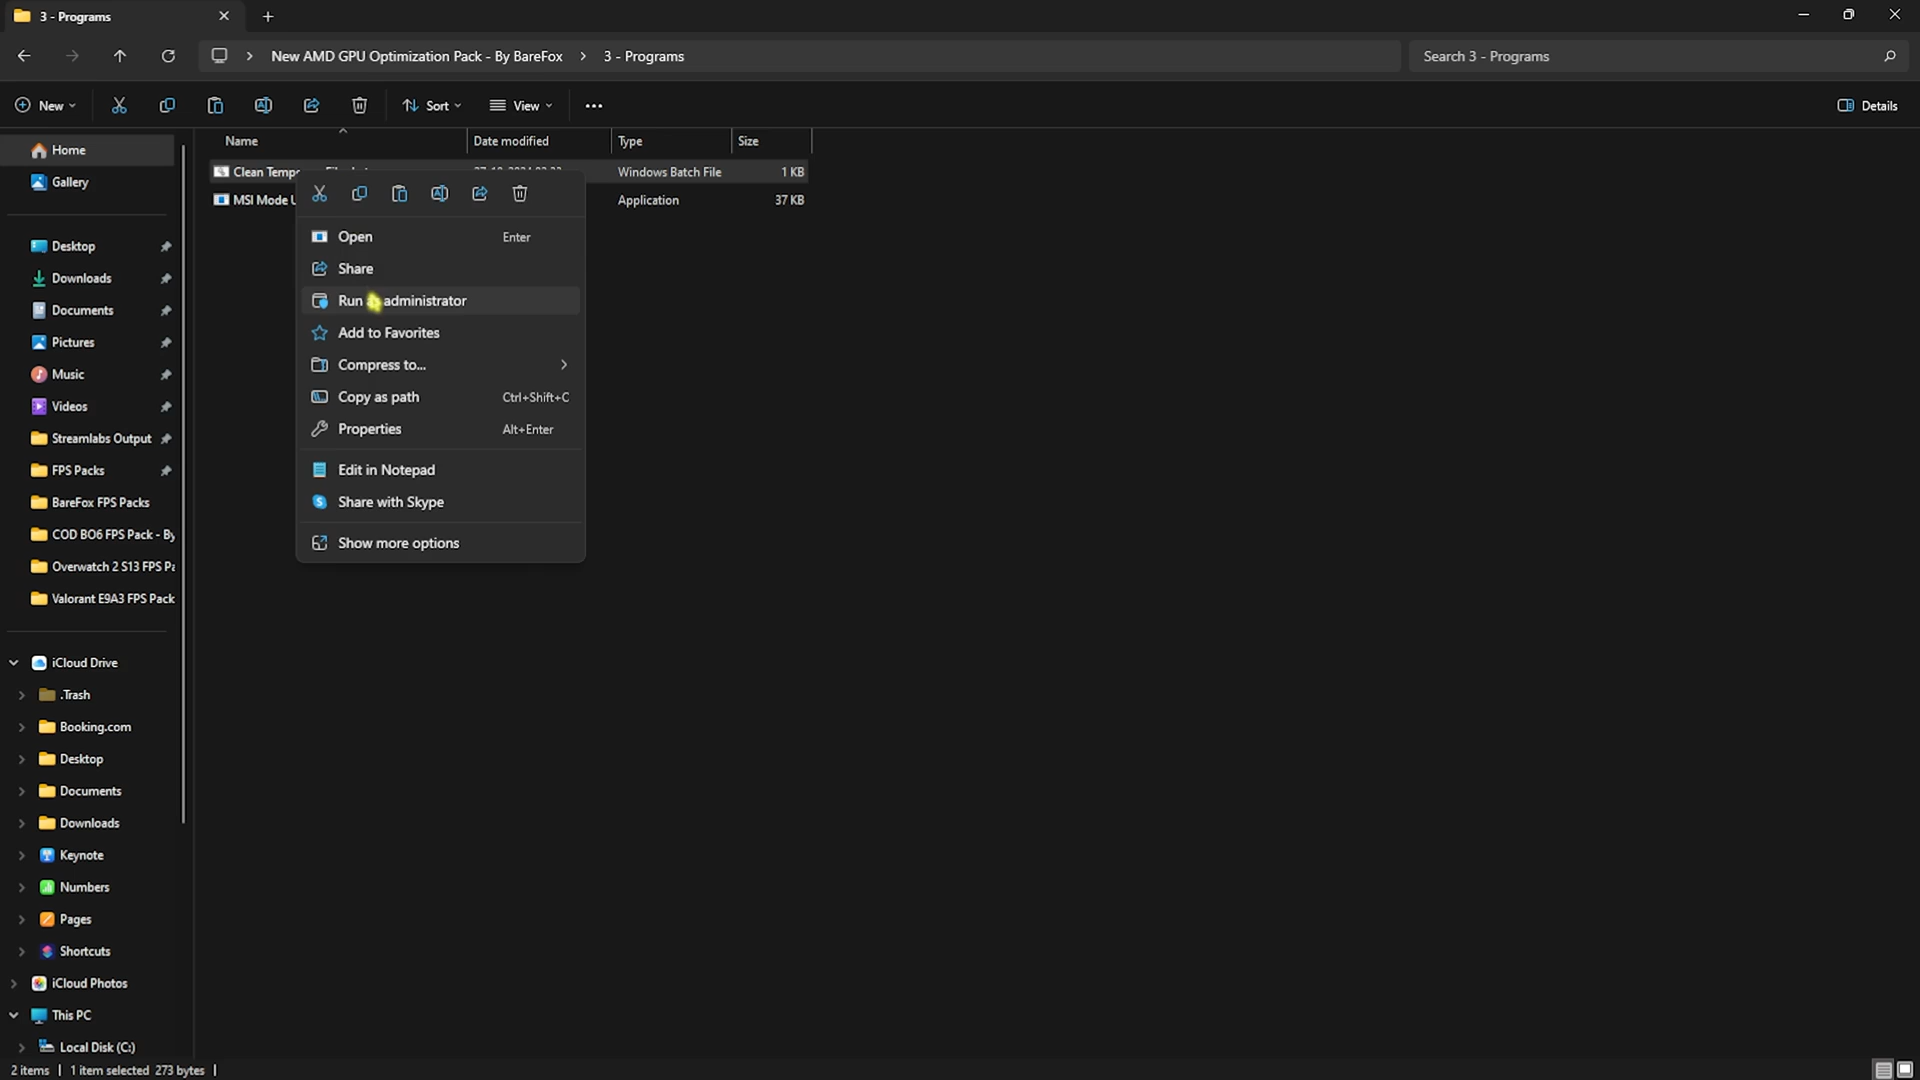 3 - Programs
New AMD GPU Optimization Pack - By BareFox > 3 - Programs
Search 3 - Programs
New
Sort
View
Details
Name
Date modified
Type
Size
Clean Temp
Windows Batch File
1 KB
MSI Mode U
Application
37 KB
Open Enter
Share
Run administrator
Add to Favorites
Compress to...
Copy as path Ctrl+Shift+C
Properties Alt+Enter
Edit in Notepad
Share with Skype
Show more options
Home
Gallery
Desktop
Downloads
Documents
Pictures
Music
Videos
Streamlabs Output
FPS Packs
BareFox FPS Packs
COD BO6 FPS Pack - By
Overwatch 2 S13 FPS Pa
Valorant E9A3 FPS Pack
iCloud Drive
.Trash
Booking.com
Desktop
Documents
Downloads
Keynote
Numbers
Pages
Shortcuts
iCloud Photos
This PC
Local Disk (C:)
2 items | 1 item selected 273 bytes |